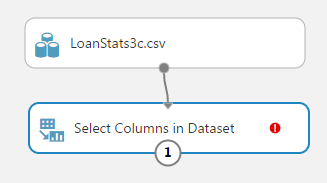 LoanStats3c.csv
Select Columns in Dataset
1